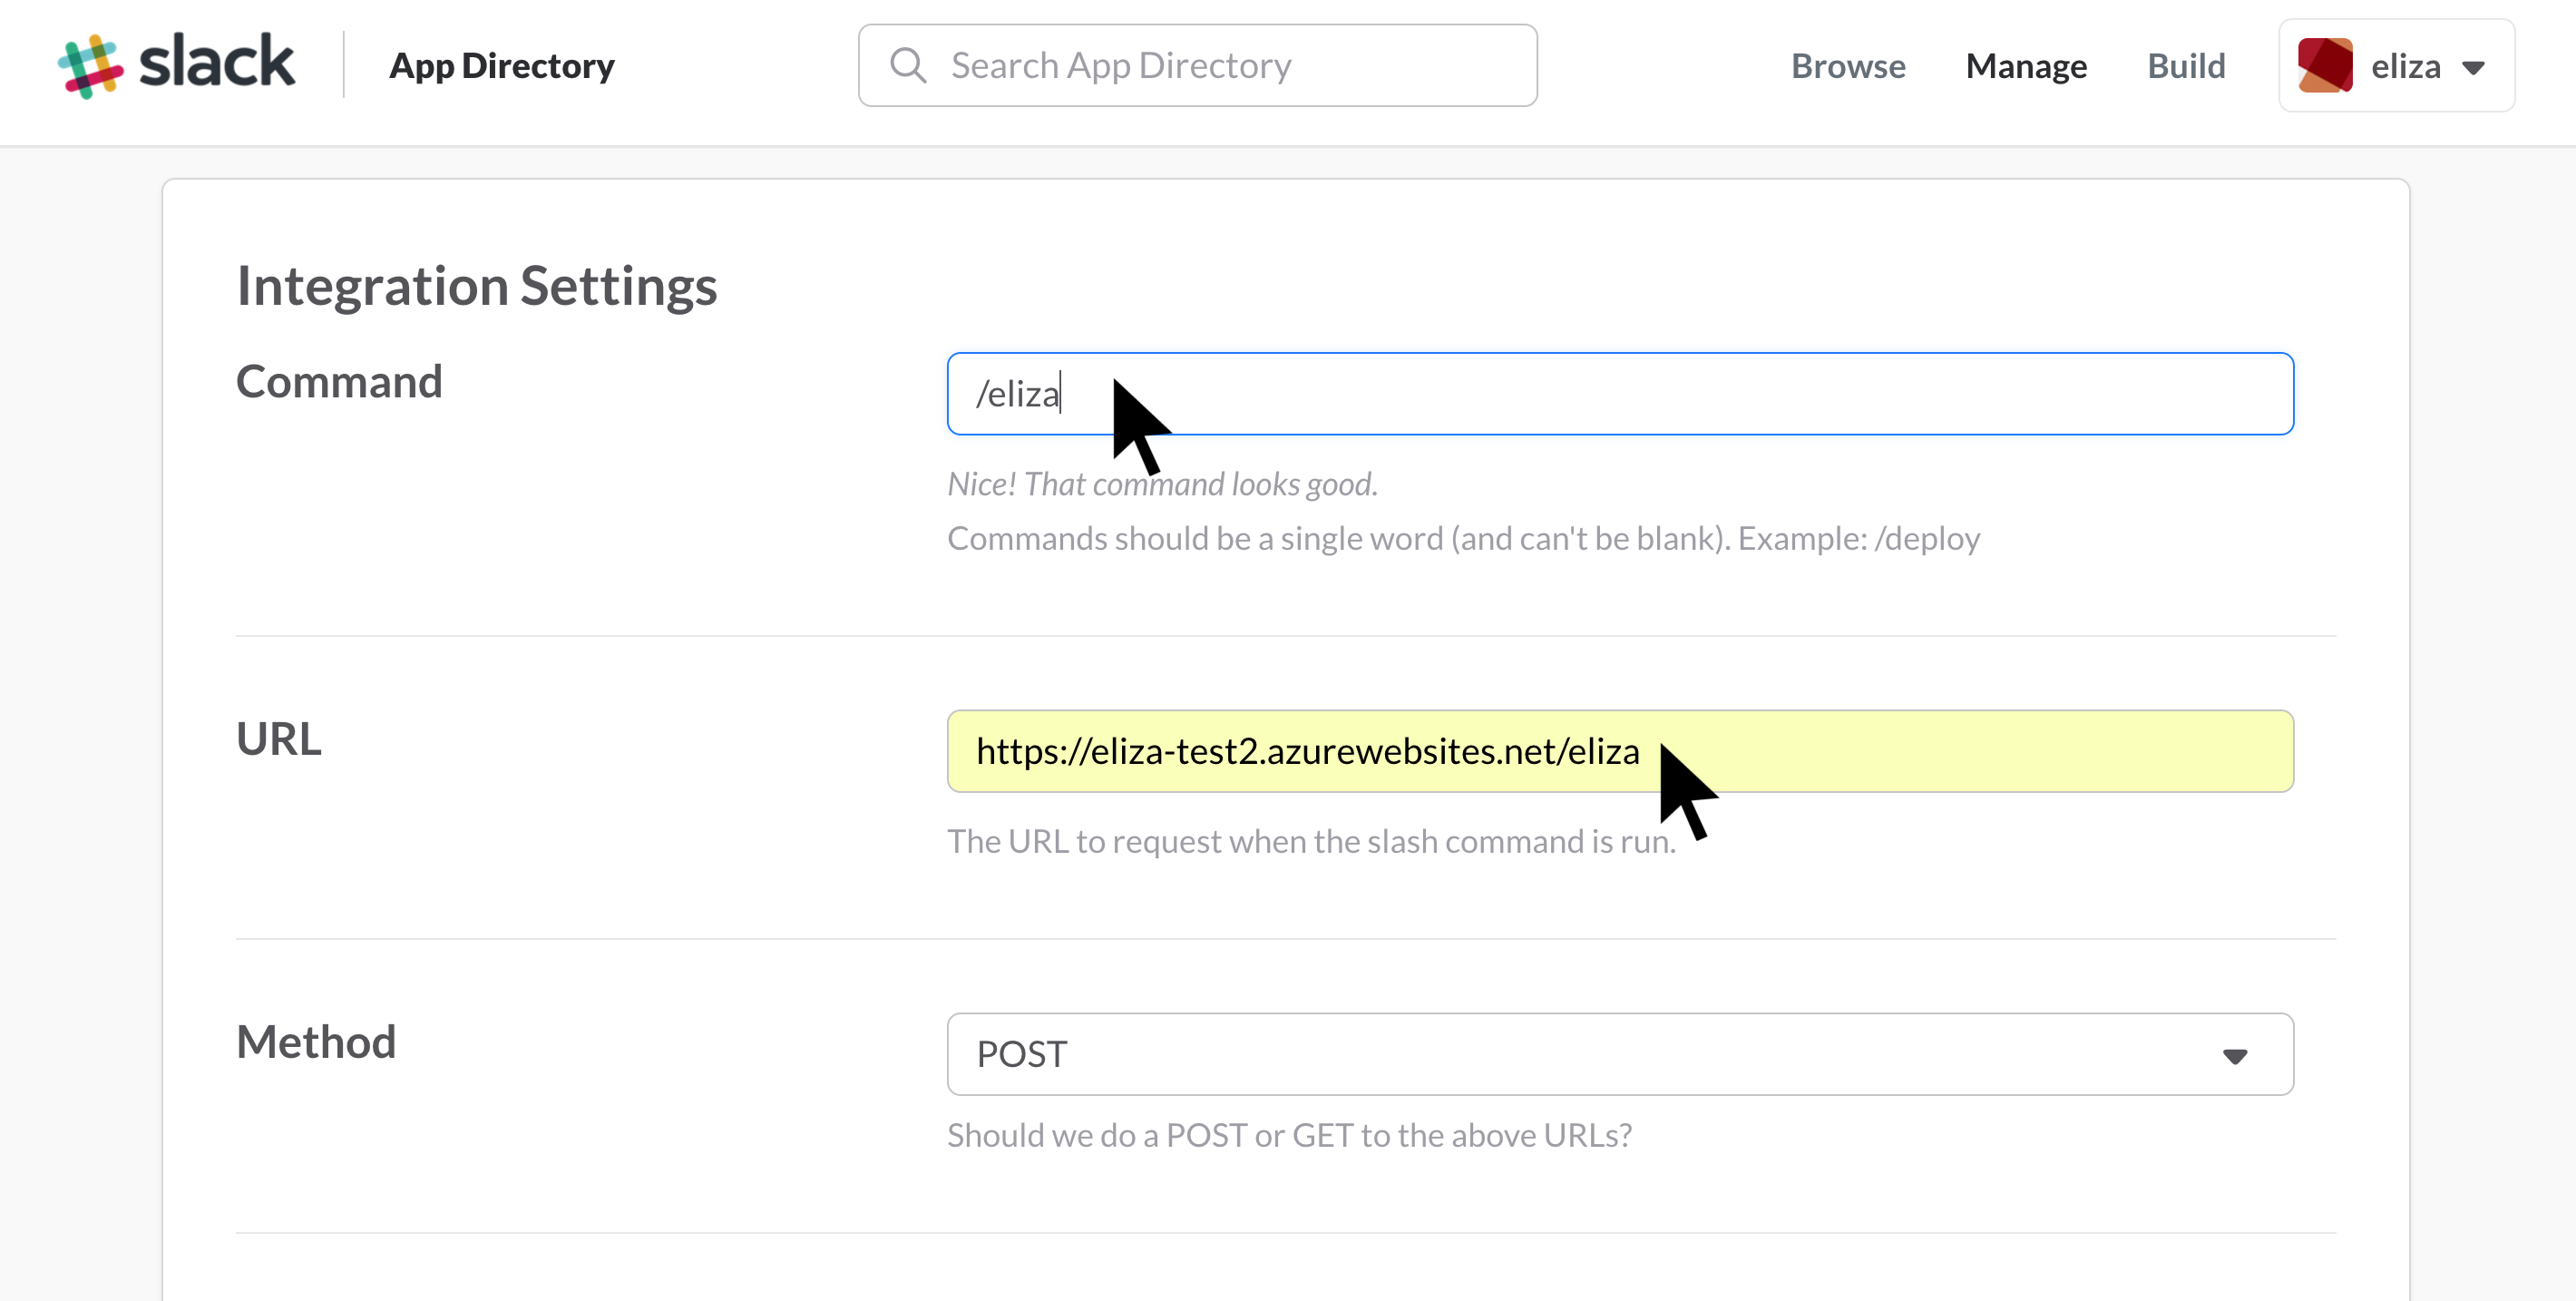 slack
App Directory
Search App Directory
Browse
Manage
Build
eliza
Integration Settings
Command
/eliza
Nice! That command looks good.
Commands should be a single word (and can't be blank). Example: /deploy
URL
https://eliza-test2.azurewebsites.net/eliza
The URL to request when the slash command is run.
Method
POST
Should we do a POST or GET to the above URLs?